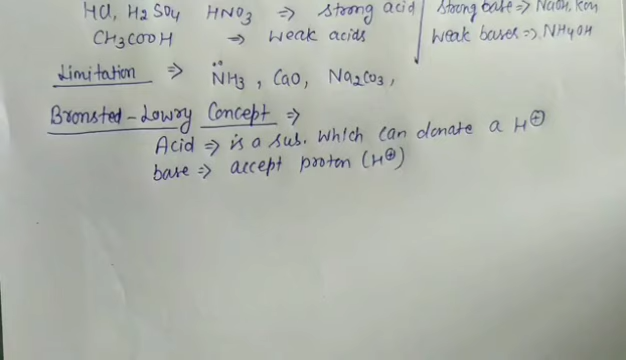 HCl, H2SO4 HNO3 ⇒ strong acid
CH3COOH ⇒ weak acids
Strong base ⇒ NaOH, KOH
weak bases ⇒ NH4OH
Limitation ⇒ N̈H3, CaO, Na2CO3,
Bronsted-Lowry Concept ⇒
Acid ⇒ is a sub. which can donate a H⊕
base ⇒ accept proton (H⊕)